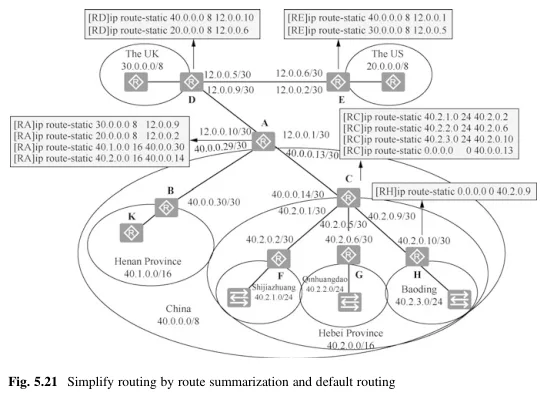 [RD]ip route-static 40.0.0.0 8 12.0.0.10
[RD]ip route-static 20.0.0.0 8 12.0.0.6
[RE]ip route-static 40.0.0.0 8 12.0.0.1
[RE]ip route-static 30.0.0.0 8 12.0.0.5
The UK
30.0.0.0/8
The US
20.0.0.0/8
12.0.0.5/30
12.0.0.6/30
12.0.0.9/30
12.0.0.2/30
D
E
[RA]ip route-static 30.0.0.0 8 12.0.0.9
[RA]ip route-static 20.0.0.0 8 12.0.0.2
[RA]ip route-static 40.1.0.0 16 40.0.0.30
[RA]ip route-static 40.2.0.0 16 40.0.0.14
[RC]ip route-static 40.2.1.0 24 40.2.0.2
[RC]ip route-static 40.2.2.0 24 40.2.0.6
[RC]ip route-static 40.2.3.0 24 40.2.0.10
[RC]ip route-static 0.0.0.0 0 40.0.0.13
A
12.0.0.10/30
12.0.0.1/30
40.0.0.29/30
40.0.0.13/30
C
B
40.0.0.14/30
[RH]ip route-static 0.0.0.0 0 40.2.0.9
K
40.0.0.30/30
40.2.0.1/30
40.2.0.5/30
40.2.0.9/30
40.2.0.2/30
40.2.0.6/30
40.2.0.10/30
Henan Province
40.1.0.0/16
F
G
H
Shijiazhuang
40.2.1.0/24
Qinhuangdao
40.2.2.0/24
Baoding
40.2.3.0/24
China
40.0.0.0/8
Hebei Province
40.2.0.0/16
Fig. 5.21 Simplify routing by route summarization and default routing